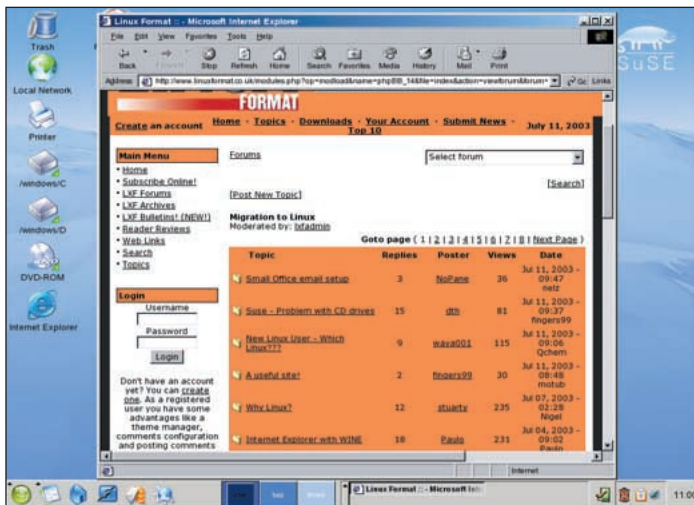 Trash
Local Network
Printer
/windows/C
/windows/D
DVD-ROM
Internet Explorer
SuSE
Linux Format :: - Microsoft Internet Explorer
File Edit View Favorites Tools Help
Back
Stop Refresh Home Search Favorites Media History Mail Print
Address
Go Links
FORMAT
Create an account Home - Topics - Downloads - Your Account - Submit News - Top 10 July 11, 2003
Main Menu
• Home
• Subscribe Online!
• LXF Forums
• LXF Archives
• LXF Bulletins! (NEW!)
• Reader Reviews
• Web Links
• Search
• Topics
Login
Username
Password
Login
Don't have an account
yet? You can create
one. As a registered
user you have some
advantages like a
theme manager,
comments configuration
and posting comments
Forums
Select forum
[Search]
[Post New Topic]
Migration to Linux
Moderated by: lxfadmin
Goto page ( 1 | 2 | 3 | 4 | 5 | 6 | 7 | 8 | Next Page )
Topic Replies Poster Views Date
Small Office email setup 3 NoPane 36 Jul 11, 2003 - 09:47 nelz
Suse - Problem with CD drives 15 dth 81 Jul 11, 2003 - 09:37 fingers99
New Linux User - Which Linux??? 9 115 Jul 11, 2003 - 09:06 Qchem
A useful site! 2 fingers99 30 Jul 11, 2003 - 08:48 motub
Why Linux? 12 stuarty 235 Jul 07, 2003 - 02:28 Nigel
Internet Explorer with WINE 18 Paulo 231 Jul 04, 2003 - 09:02 Paulo
Internet
Linux Format :: - Microsoft
11:00